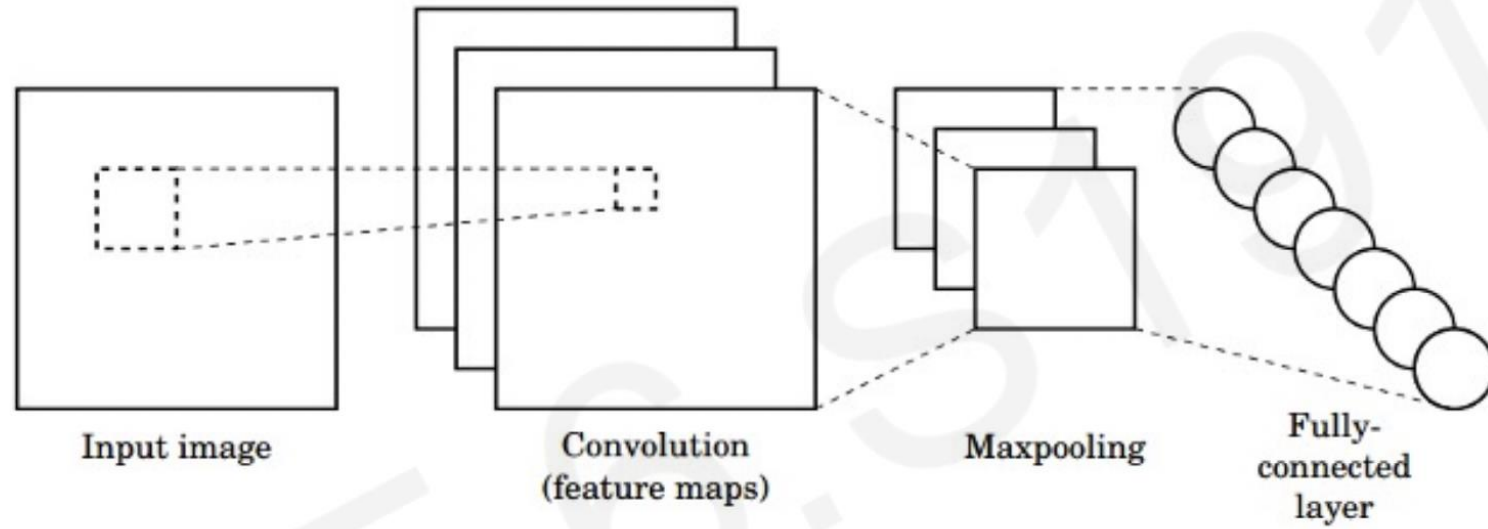 Input image
Convolution
(feature maps)
Maxpooling
Fully-
connected
layer